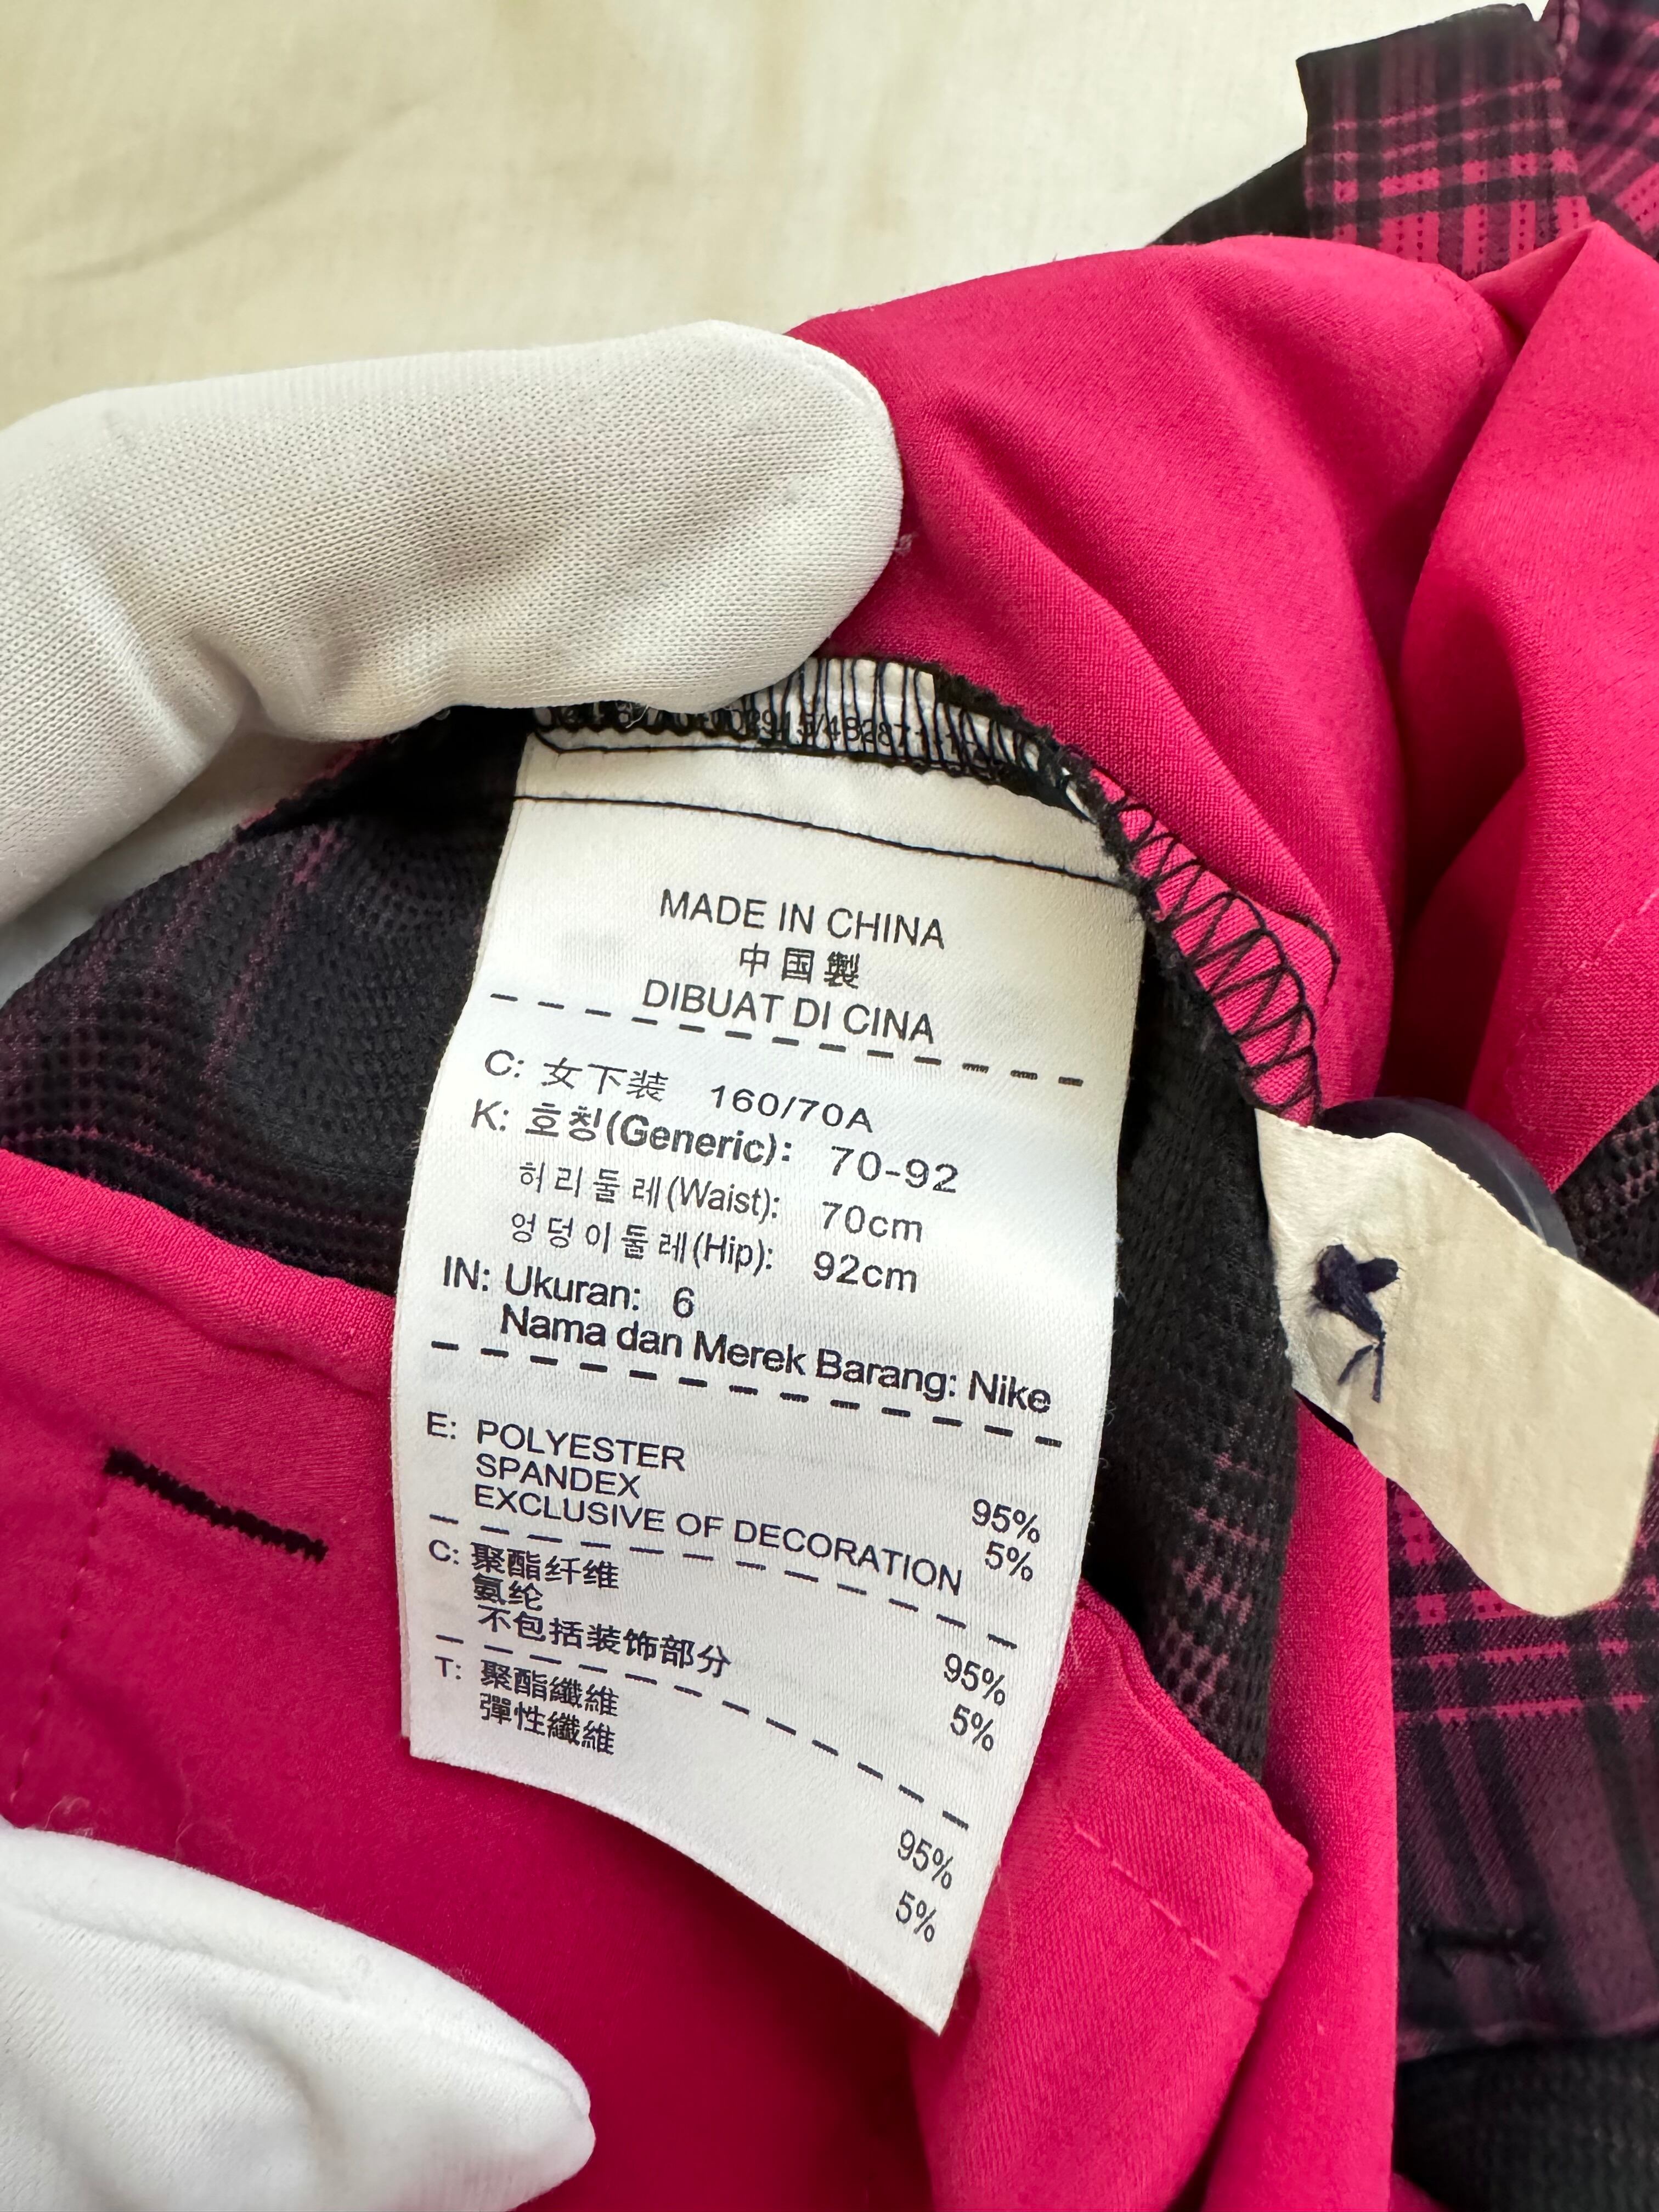 MADE IN CHINA
中国製
DIBUAT DI CINA
C: 女下装 160/70A
K: 호칭(Generic): 70-92
허리둘레(Waist): 70cm
엉덩이둘레(Hip): 92cm
IN: Ukuran: 6
Nama dan Merek Barang: Nike
E: POLYESTER 95%
SPANDEX 5%
EXCLUSIVE OF DECORATION
C: 聚酯纤维 95%
氨纶 5%
不包括装饰部分
T: 聚酯纖維 95%
彈性纖維 5%